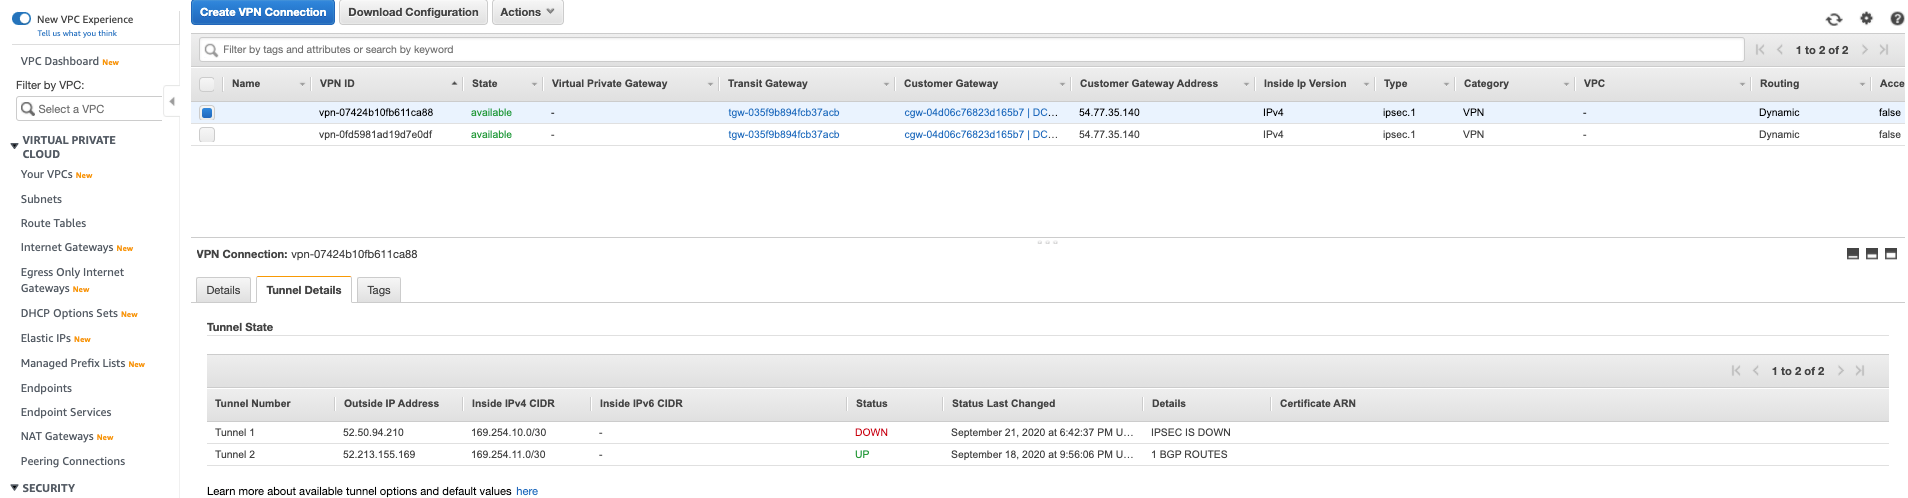 New VPC Experience
Tell us what you think
VPC Dashboard New
Filter by VPC:
Select a VPC
VIRTUAL PRIVATE
CLOUD
Your VPCs New
Subnets
Route Tables
Internet Gateways New
Egress Only Internet
Gateways New
DHCP Options Sets New
Elastic IPs New
Managed Prefix Lists New
Endpoints
Endpoint Services
NAT Gateways New
Peering Connections
SECURITY
Create VPN Connection Download Configuration Actions
Filter by tags and attributes or search by keyword 1 to 2 of 2
Name VPN ID State Virtual Private Gateway Transit Gateway Customer Gateway Customer Gateway Address Inside Ip Version Type Category VPC Routing Acce
vpn-07424b10fb611ca88 available - tgw-035f9b894fcb37acb cgw-04d06c76823d165b7 | DC... 54.77.35.140 IPv4 ipsec.1 VPN - Dynamic false
vpn-0fd5981ad19d7e0df available - tgw-035f9b894fcb37acb cgw-04d06c76823d165b7 | DC... 54.77.35.140 IPv4 ipsec.1 VPN - Dynamic false
VPN Connection: vpn-07424b10fb611ca88
Details Tunnel Details Tags
Tunnel State
1 to 2 of 2
Tunnel Number Outside IP Address Inside IPv4 CIDR Inside IPv6 CIDR Status Status Last Changed Details Certificate ARN
Tunnel 1 52.50.94.210 169.254.10.0/30 - DOWN September 21, 2020 at 6:42:37 PM U... IPSEC IS DOWN
Tunnel 2 52.213.155.169 169.254.11.0/30 - UP September 18, 2020 at 9:56:06 PM U... 1 BGP ROUTES
Learn more about available tunnel options and default values here